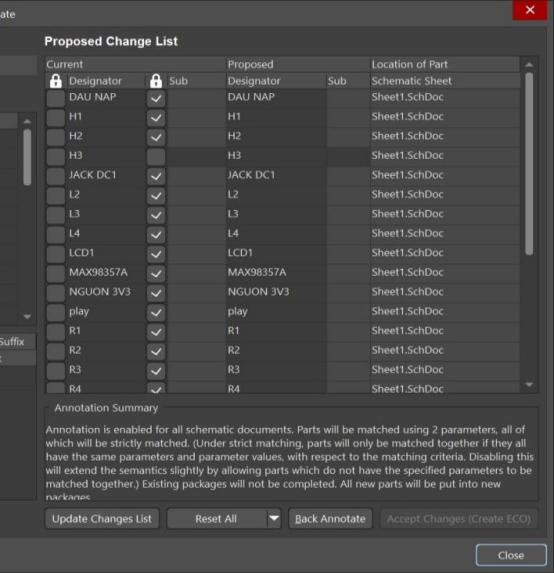 ate
Proposed Change List
Current Proposed Location of Part
Designator Sub Designator Sub Schematic Sheet
DAU NAP DAU NAP Sheet1.SchDoc
H1 H1 Sheet1.SchDoc
H2 H2 Sheet1.SchDoc
H3 H3 Sheet1.SchDoc
JACK DC1 JACK DC1 Sheet1.SchDoc
L2 L2 Sheet1.SchDoc
L3 L3 Sheet1.SchDoc
L4 L4 Sheet1.SchDoc
LCD1 LCD1 Sheet1.SchDoc
MAX98357A MAX98357A Sheet1.SchDoc
NGUON 3V3 NGUON 3V3 Sheet1.SchDoc
play play Sheet1.SchDoc
R1 R1 Sheet1.SchDoc
R2 R2 Sheet1.SchDoc
R3 R3 Sheet1.SchDoc
R4 R4 Sheet1.SchDoc
Suffix
Annotation Summary
Annotation is enabled for all schematic documents. Parts will be matched using 2 parameters, all of
which will be strictly matched. (Under strict matching, parts will only be matched together if they all
have the same parameters and parameter values, with respect to the matching criteria. Disabling this
will extend the semantics slightly by allowing parts which do not have the specified parameters to be
matched together.) Existing packages will not be completed. All new parts will be put into new
packages
Update Changes List Reset All Back Annotate Accept Changes (Create ECO)
Close